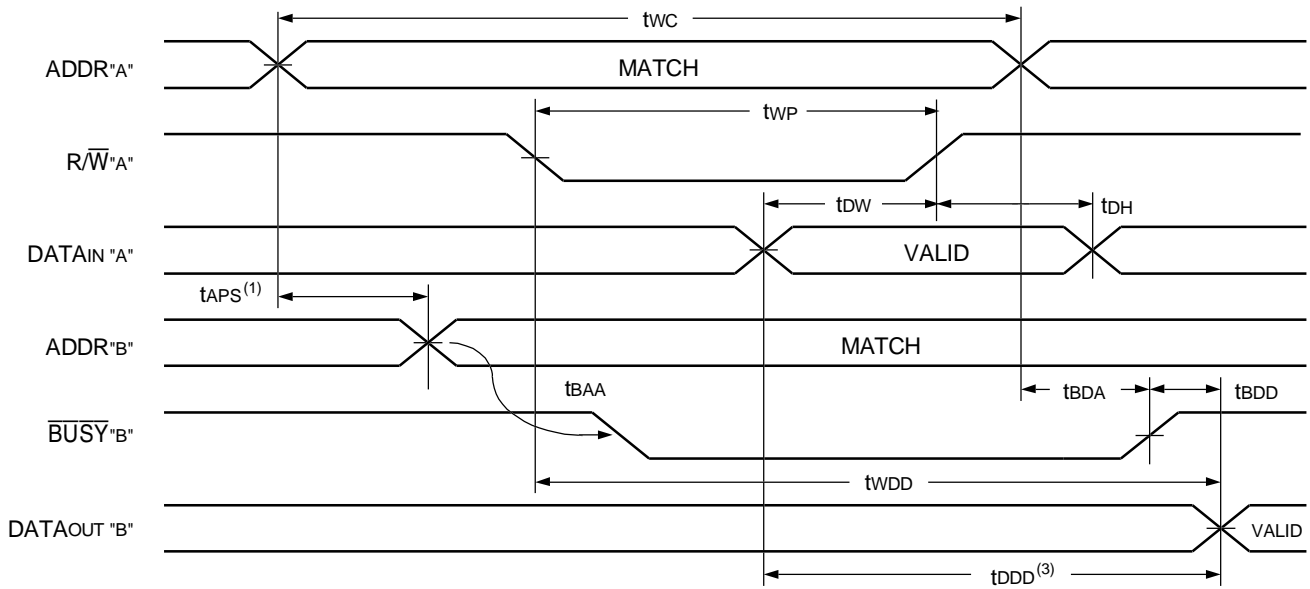 tWC
ADDR"A"
MATCH
tWP
R/W̅"A"
tDW
tDH
DATAIN "A"
VALID
tAPS(1)
ADDR"B"
MATCH
tBAA
tBDA
tBDD
B̅U̅S̅Y̅"B"
tWDD
DATAOUT "B"
VALID
tDDD(3)